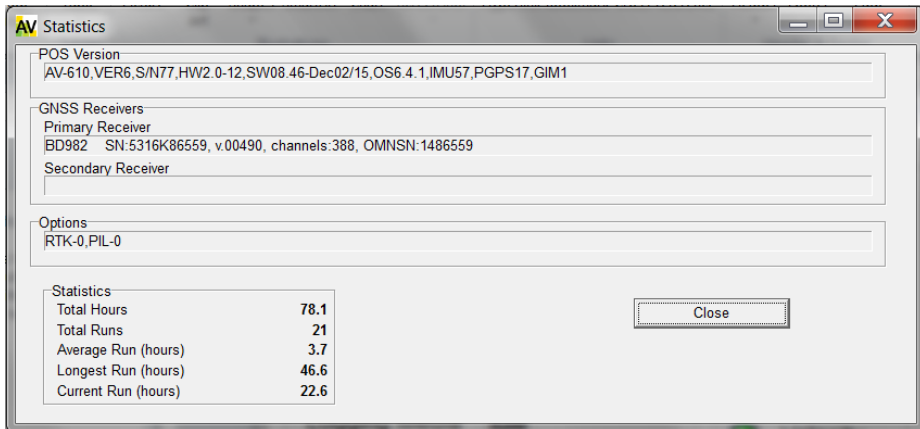 AV Statistics
POS Version
AV-610,VER6,S/N77,HW2.0-12,SW08.46-Dec02/15,OS6.4.1,IMU57,PGPS17,GIM1
GNSS Receivers
Primary Receiver
BD982 SN:5316K86559, v.00490, channels:388, OMNSN:1486559
Secondary Receiver
Options
RTK-0,PIL-0
Statistics
Total Hours 78.1
Total Runs 21
Average Run (hours) 3.7
Longest Run (hours) 46.6
Current Run (hours) 22.6
Close